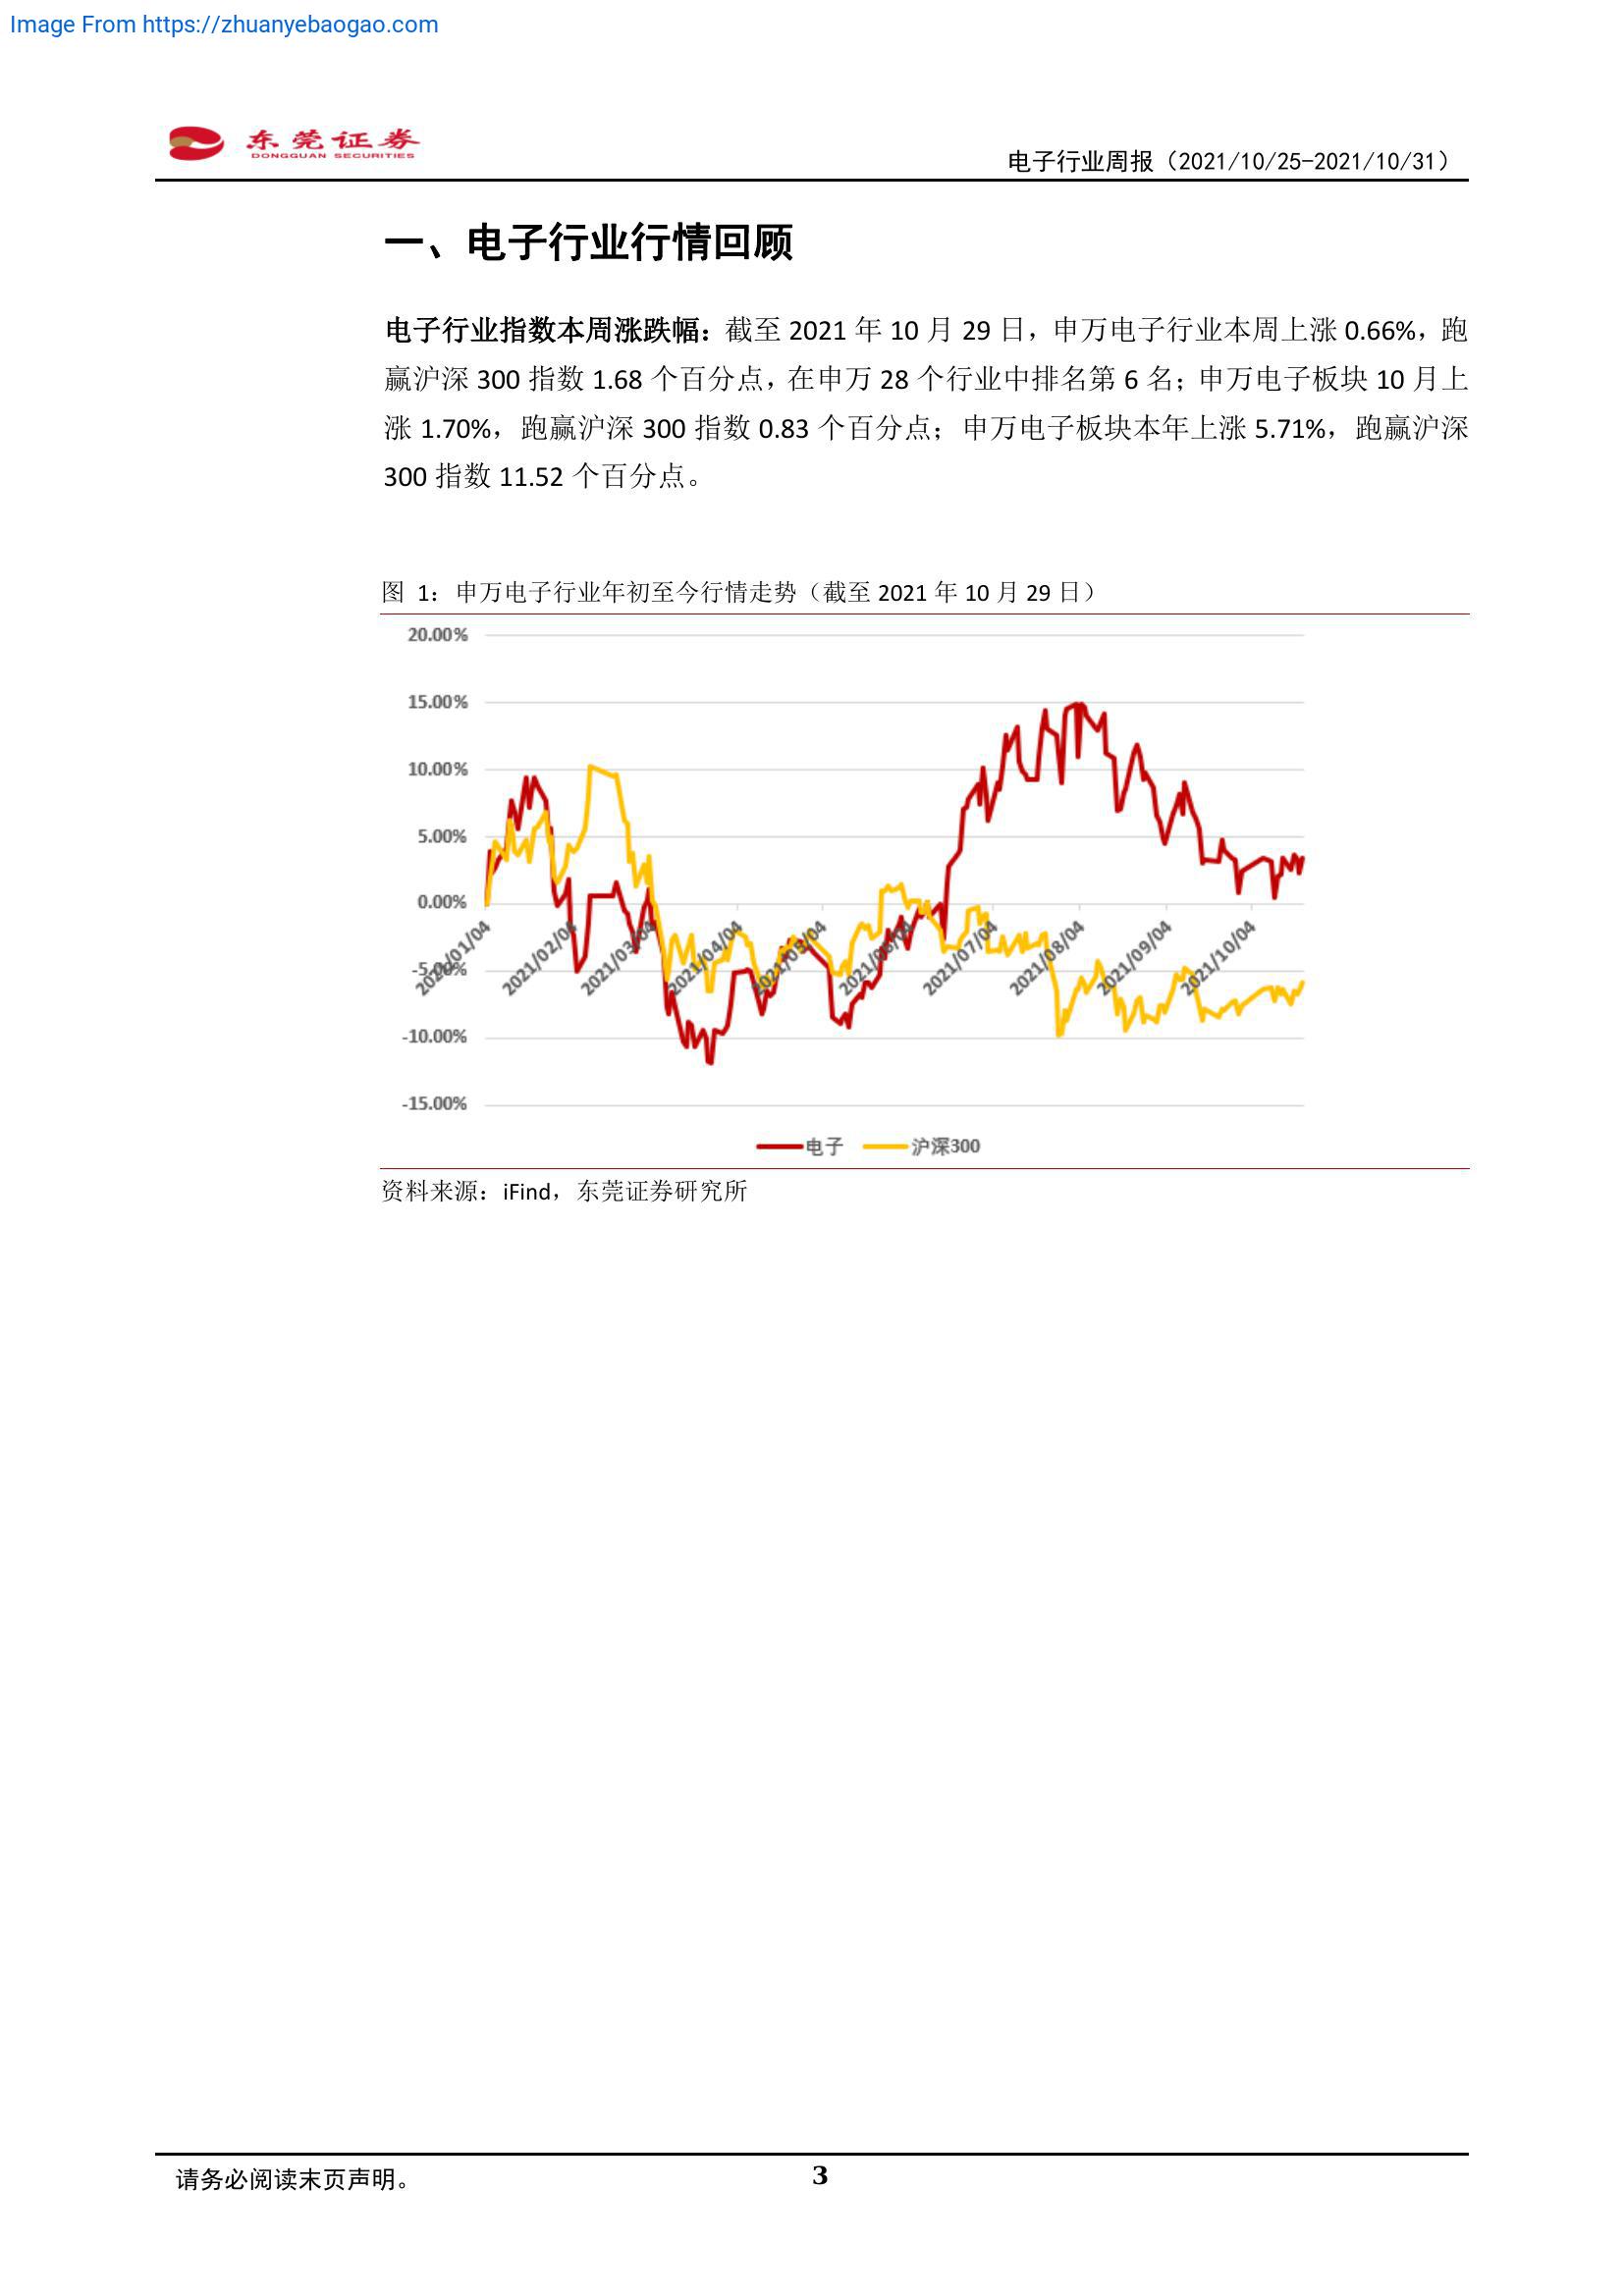 Image From https://zhuanyebaogao.com
东莞证券
DONGGUAN SECURITIES
电子行业周报（2021/10/25-2021/10/31）
一、电子行业行情回顾
电子行业指数本周涨跌幅：截至 2021 年 10 月 29 日，申万电子行业本周上涨 0.66%，跑
赢沪深 300 指数 1.68 个百分点，在申万 28 个行业中排名第 6 名；申万电子板块 10 月上
涨 1.70%，跑赢沪深 300 指数 0.83 个百分点；申万电子板块本年上涨 5.71%，跑赢沪深
300 指数 11.52 个百分点。
图 1：申万电子行业年初至今行情走势（截至 2021 年 10 月 29 日）
20.00%
15.00%
10.00%
5.00%
0.00%
-5.00%
-10.00%
-15.00%
2021/01/04
2021/02/04
2021/03/04
2021/04/04
2021/05/04
2021/06/04
2021/07/04
2021/08/04
2021/09/04
2021/10/04
电子 沪深300
资料来源：iFind，东莞证券研究所
请务必阅读末页声明。
3